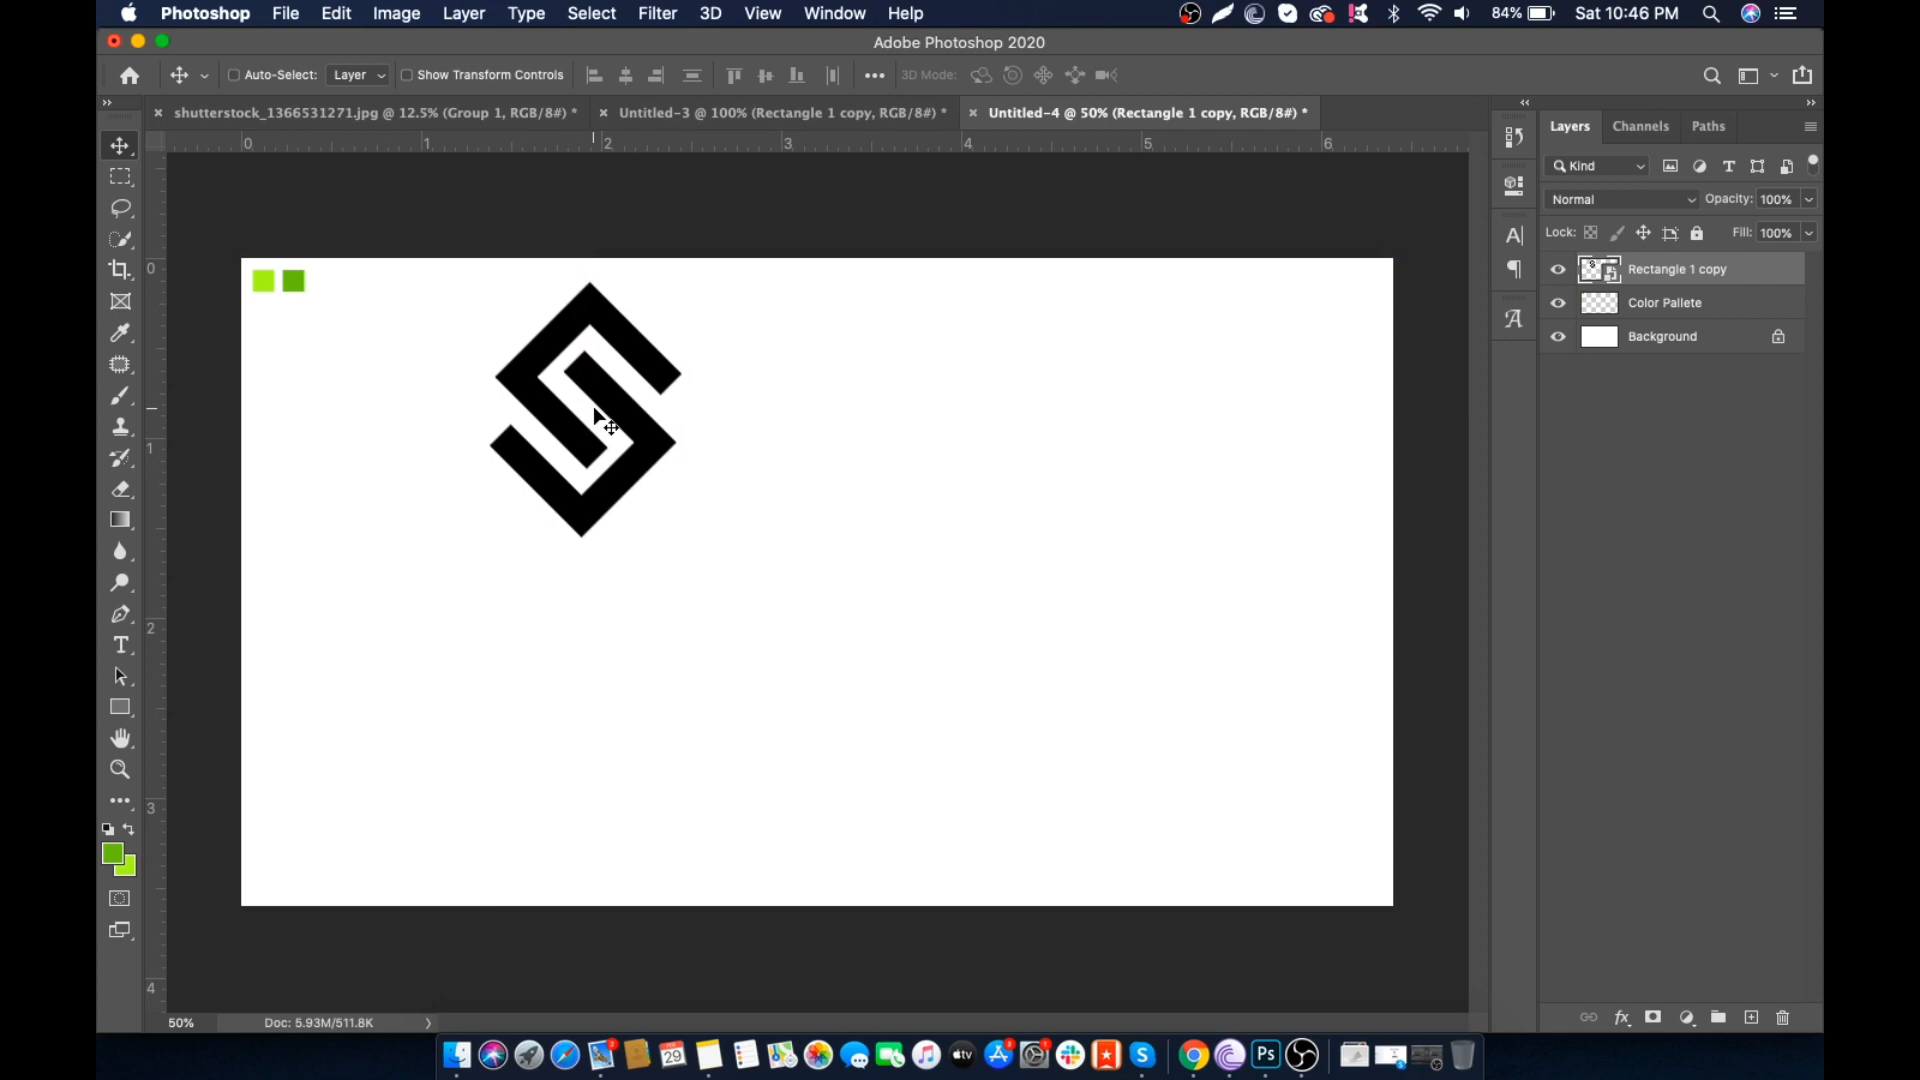 Photoshop File Edit Image Layer Type Select Filter 3D View Window Help 84% Sat 10:46 PM
Adobe Photoshop 2020
Auto-Select: Layer Show Transform Controls 3D Mode:
shutterstock_1366531271.jpg @ 12.5% (Group 1, RGB/8#) * Untitled-3 @ 100% (Rectangle 1 copy, RGB/8#) * Untitled-4 @ 50% (Rectangle 1 copy, RGB/8#) *
Layers Channels Paths
0 1 2 3 4 5 6
Kind
Normal Opacity: 100%
Lock: Fill: 100%
Rectangle 1 copy
Color Pallete
Background
0
1
2
3
4
50% Doc: 5.93M/511.8K
29
tv
Ps